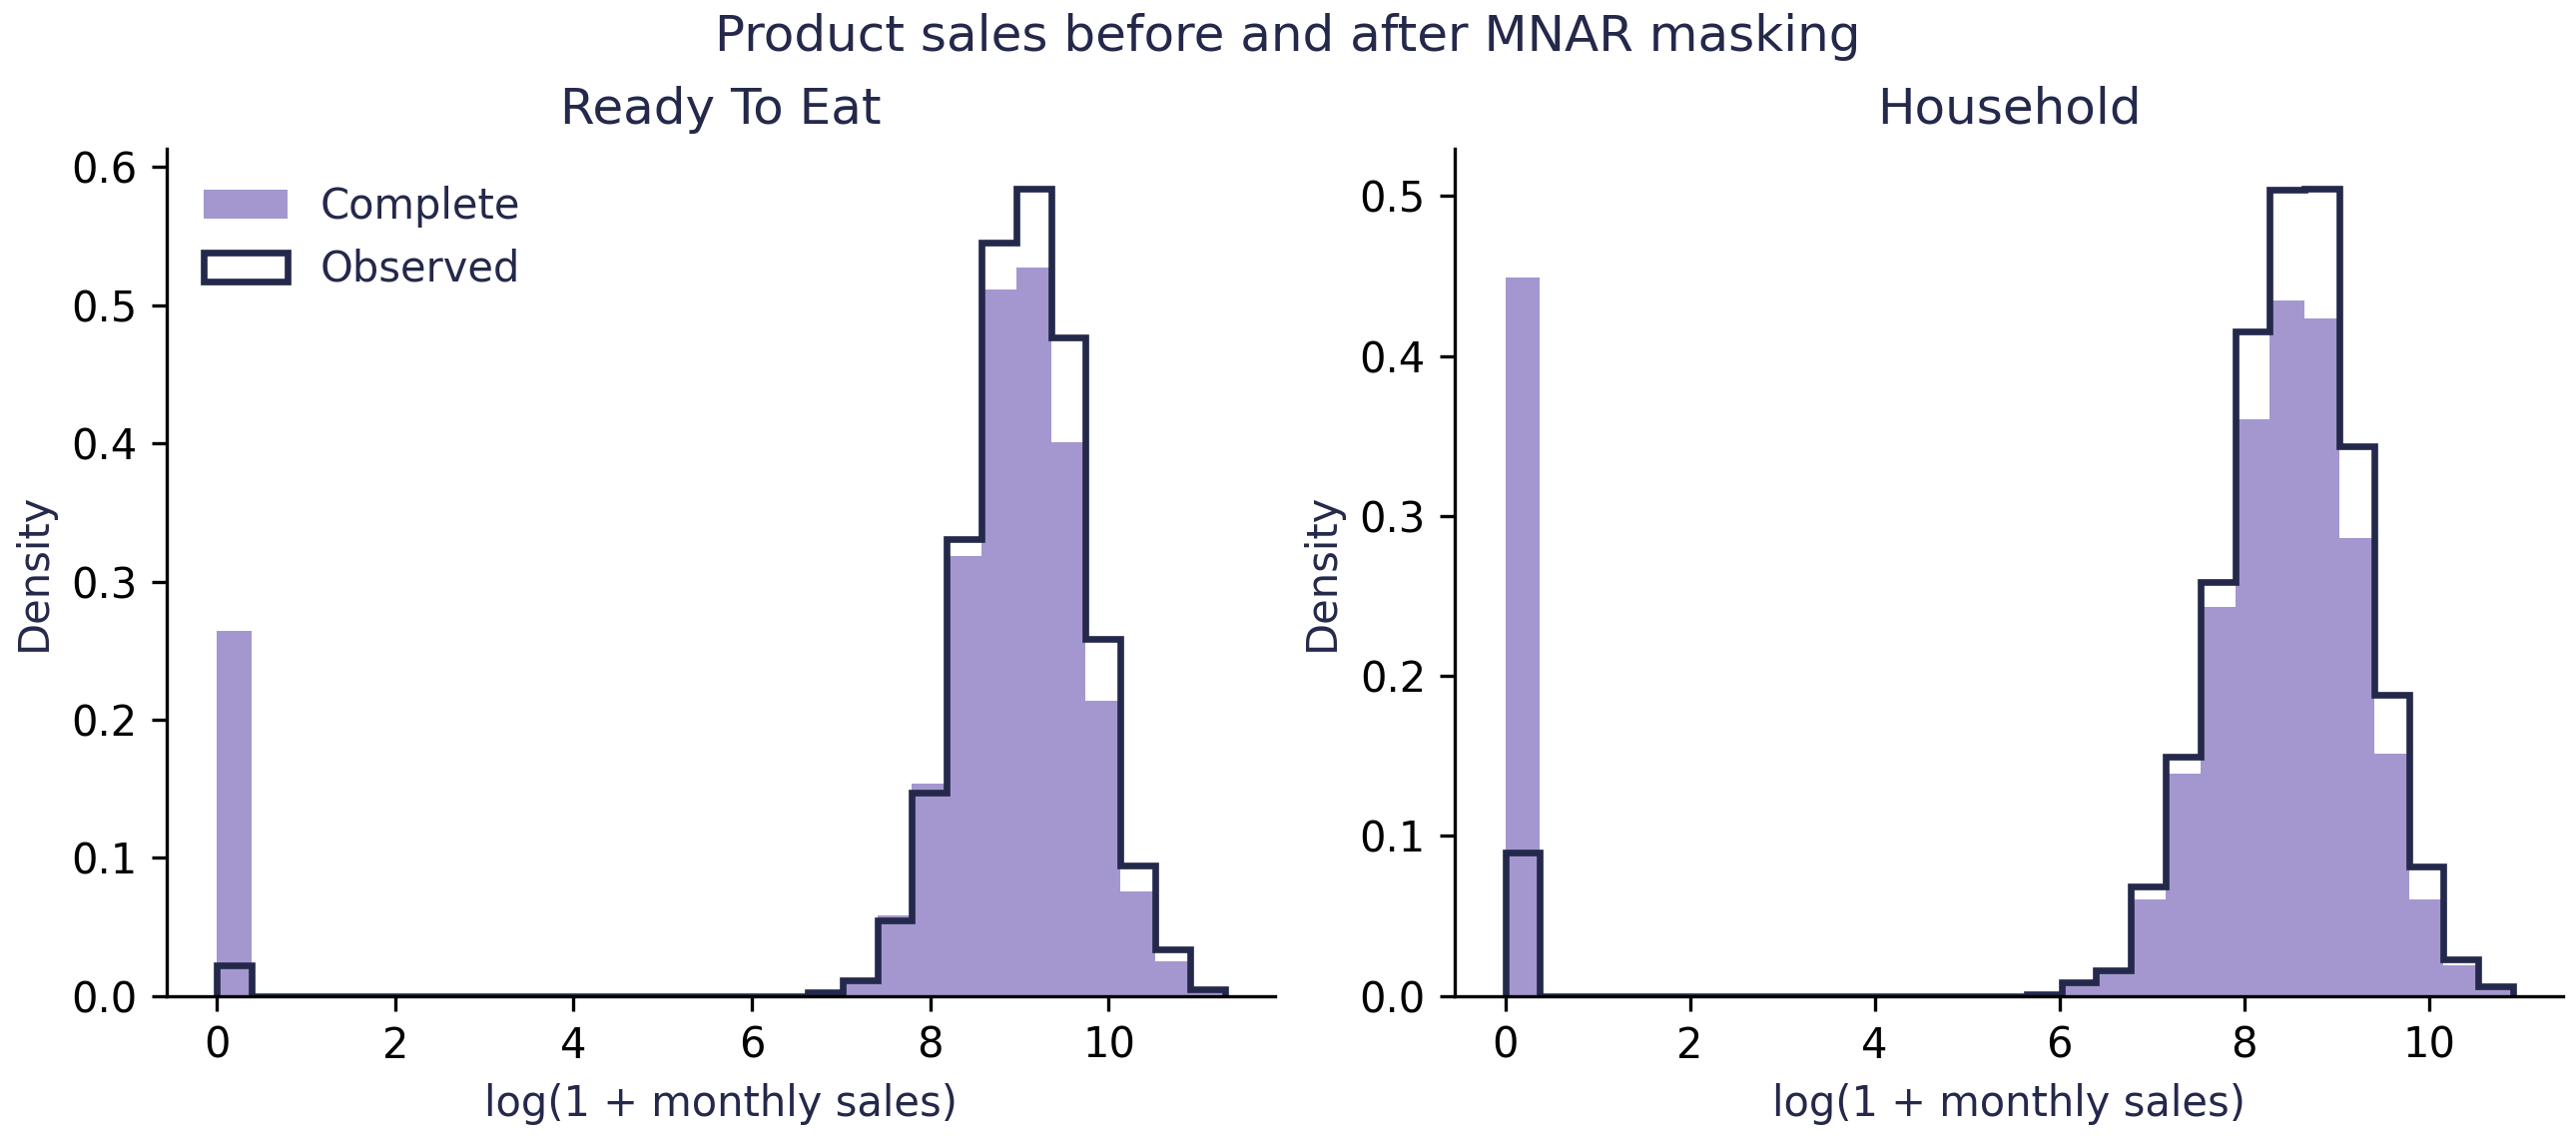 Product sales before and after MNAR masking
Ready To Eat
Complete
Observed
Density
0.6
0.5
0.4
0.3
0.2
0.1
0.0
0 2 4 6 8 10
log(1 + monthly sales)
Household
Density
0.5
0.4
0.3
0.2
0.1
0.0
0 2 4 6 8 10
log(1 + monthly sales)